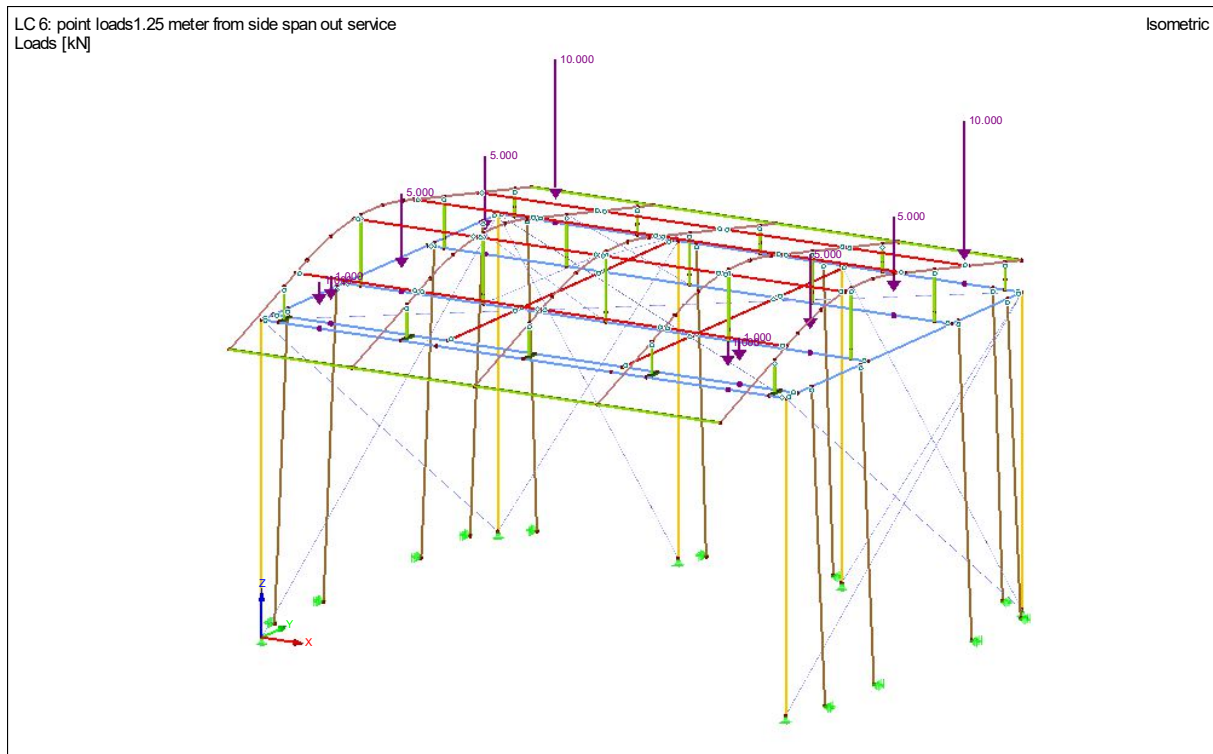 LC 6: point loads1.25 meter from side span out service
Isometric
Loads [kN]
10.000
10.000
5.000
5.000
5.000
5.000
1.000
1.000
Z
Y
X